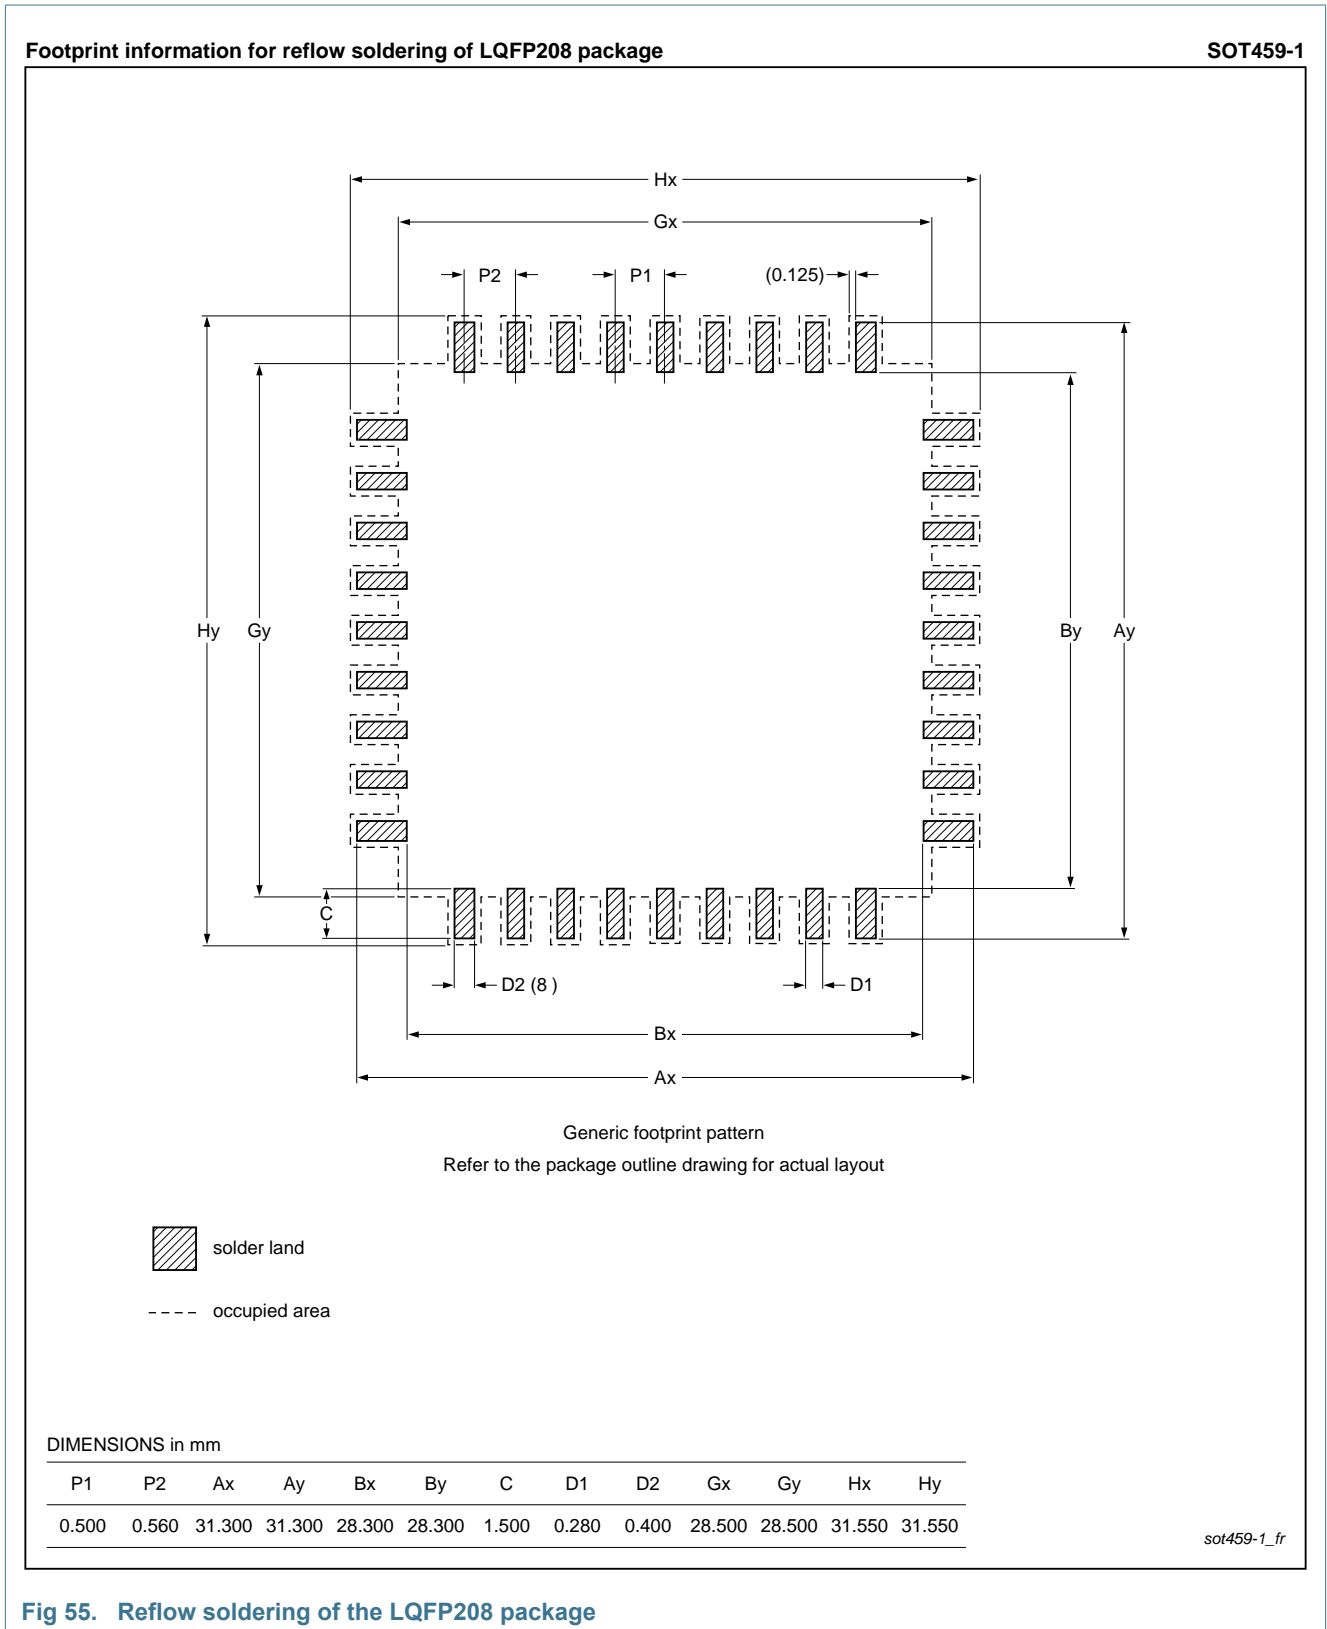 Footprint information for reflow soldering of LQFP208 package SOT459-1
Hx
Gx
P2 P1 (0.125)
Hy Gy By Ay
C
D2 (8 ) D1
Bx
Ax
Generic footprint pattern
Refer to the package outline drawing for actual layout
solder land
occupied area
DIMENSIONS in mm
P1 P2 Ax Ay Bx By C D1 D2 Gx Gy Hx Hy
0.500 0.560 31.300 31.300 28.300 28.300 1.500 0.280 0.400 28.500 28.500 31.550 31.550
sot459-1_fr
Fig 55. Reflow soldering of the LQFP208 package